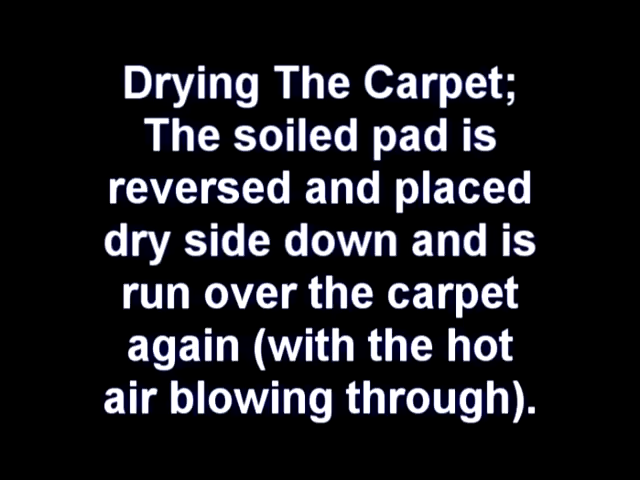 Drying The Carpet;
The soiled pad is
reversed and placed
dry side down and is
run over the carpet
again (with the hot
air blowing through).